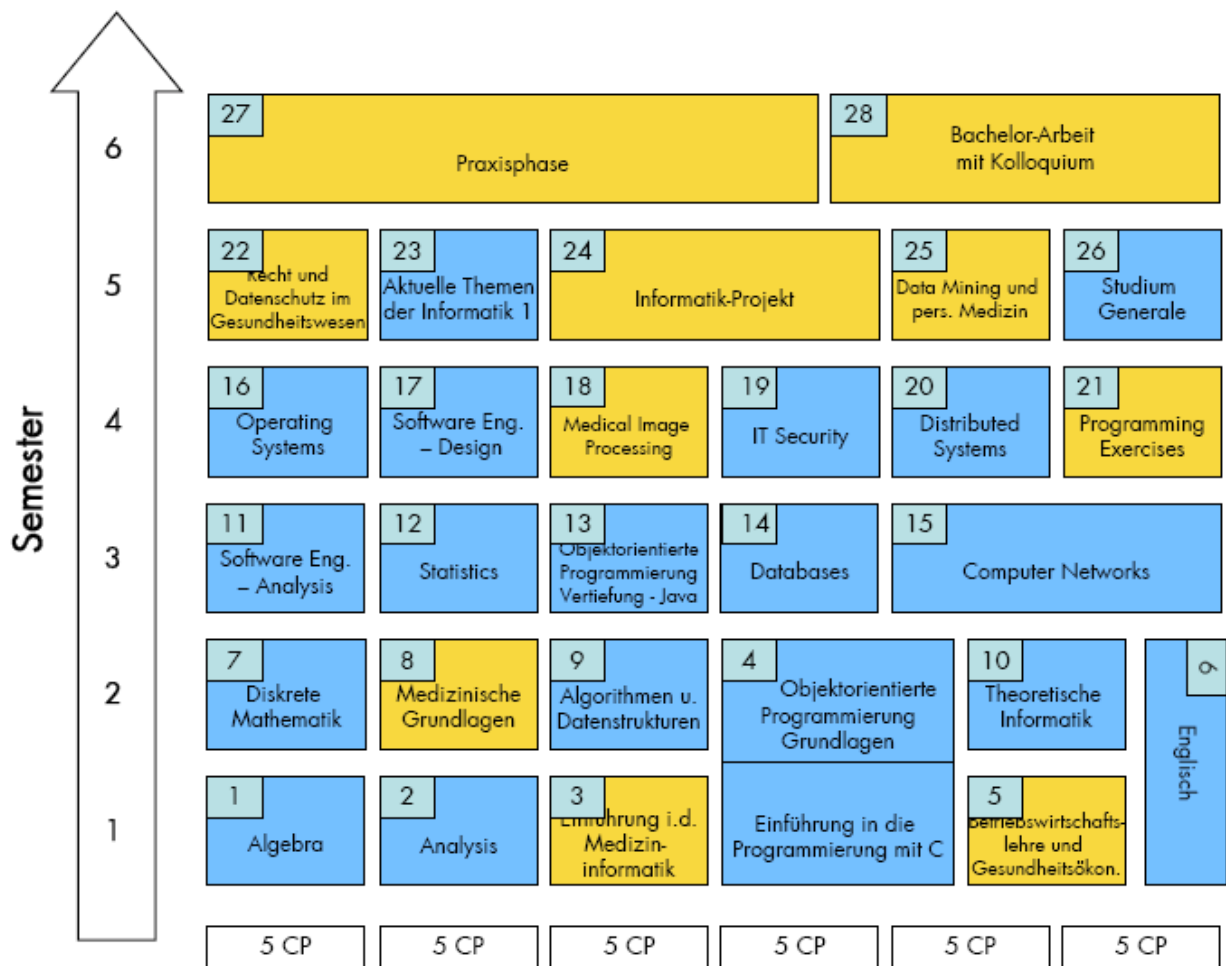 Semester
6
27
Praxisphase
28
Bachelor-Arbeit
mit Kolloquium
5
22
Recht und
Datenschutz im
Gesundheitswesen
23
Aktuelle Themen
der Informatik 1
24
Informatik-Projekt
25
Data Mining und
pers. Medizin
26
Studium
Generale
4
16
Operating
Systems
17
Software Eng.
– Design
18
Medical Image
Processing
19
IT Security
20
Distributed
Systems
21
Programming
Exercises
3
11
Software Eng.
– Analysis
12
Statistics
13
Objektorientierte
Programmierung
Vertiefung - Java
14
Databases
15
Computer Networks
2
7
Diskrete
Mathematik
8
Medizinische
Grundlagen
9
Algorithmen u.
Datenstrukturen
4
Objektorientierte
Programmierung
Grundlagen
10
Theoretische
Informatik
6
Englisch
1
1
Algebra
2
Analysis
3
Einführung i.d.
Medizin-
informatik
Einführung in die
Programmierung mit C
5
Betriebswirtschafts-
lehre und
Gesundheitsökon.
5 CP
5 CP
5 CP
5 CP
5 CP
5 CP